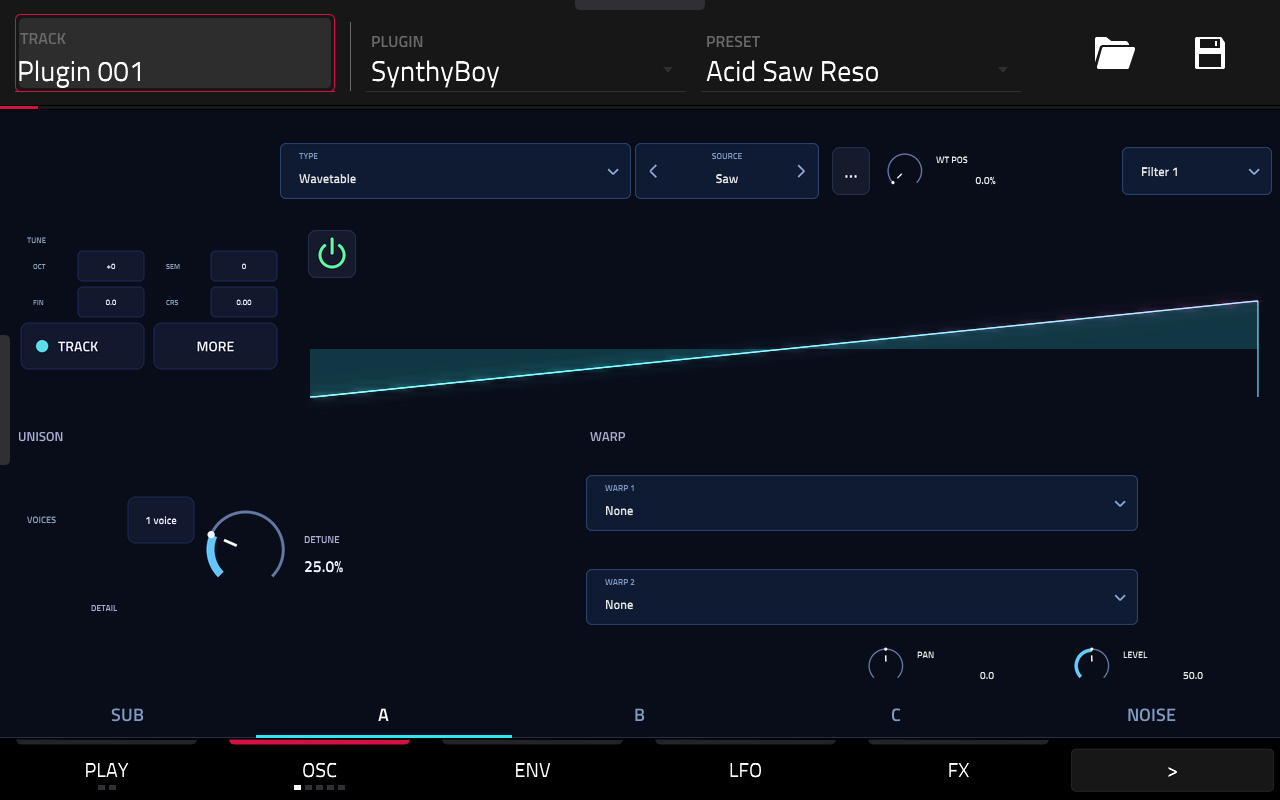 TRACK
Plugin 001
PLUGIN
SynthyBoy
PRESET
Acid Saw Reso
TYPE
Wavetable
SOURCE
Saw
...
WT POS
0.0%
Filter 1
TUNE
OCT
+0
SEM
0
FIN
0.0
CRS
0.00
TRACK
MORE
UNISON
WARP
VOICES
1 voice
DETUNE
25.0%
DETAIL
WARP 1
None
WARP 2
None
PAN
0.0
LEVEL
50.0
SUB
A
B
C
NOISE
PLAY
OSC
ENV
LFO
FX
>